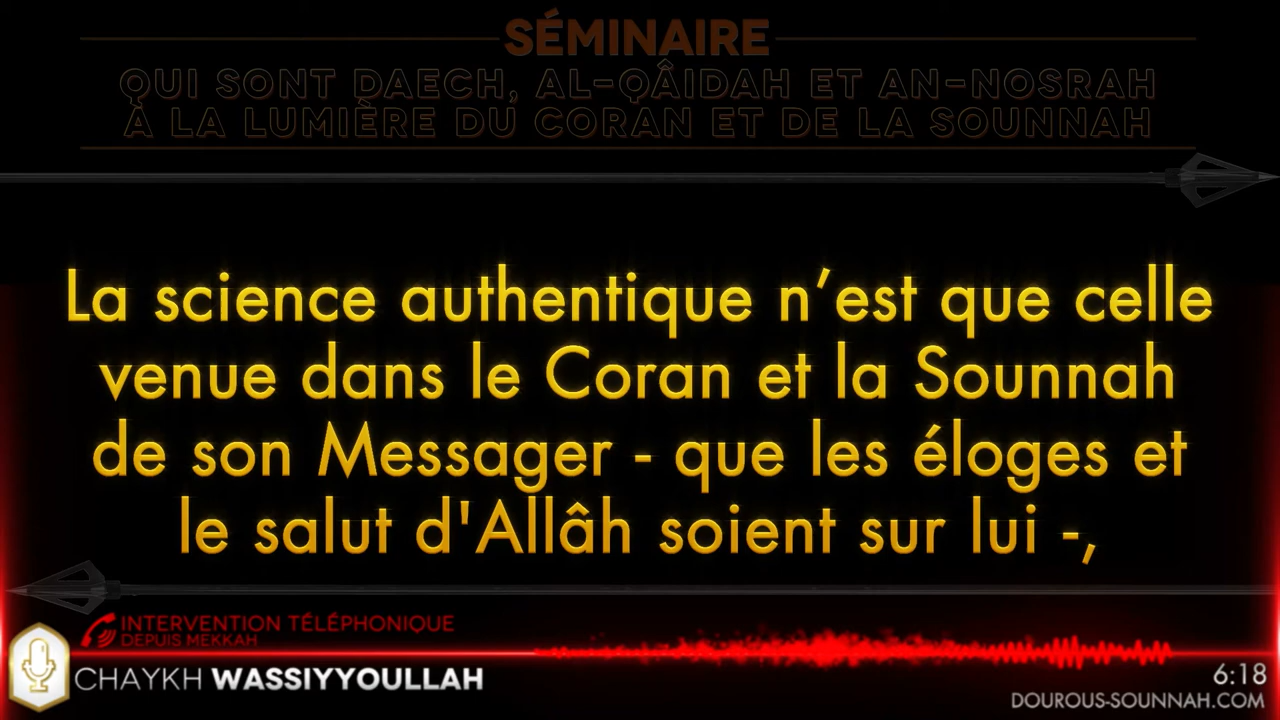 SÉMINAIRE
QUI SONT DAECH, AL-QÂIDAH ET AN-NOSRAH
À LA LUMIÈRE DU CORAN ET DE LA SOUNNAH
La science authentique n’est que celle
venue dans le Coran et la Sounnah
de son Messager - que les éloges et
le salut d'Allâh soient sur lui -,
INTERVENTION TÉLÉPHONIQUE
DEPUIS MEKKAH
CHAYKH WASSIYYOULLAH
6:18
DOUROUS-SOUNNAH.COM